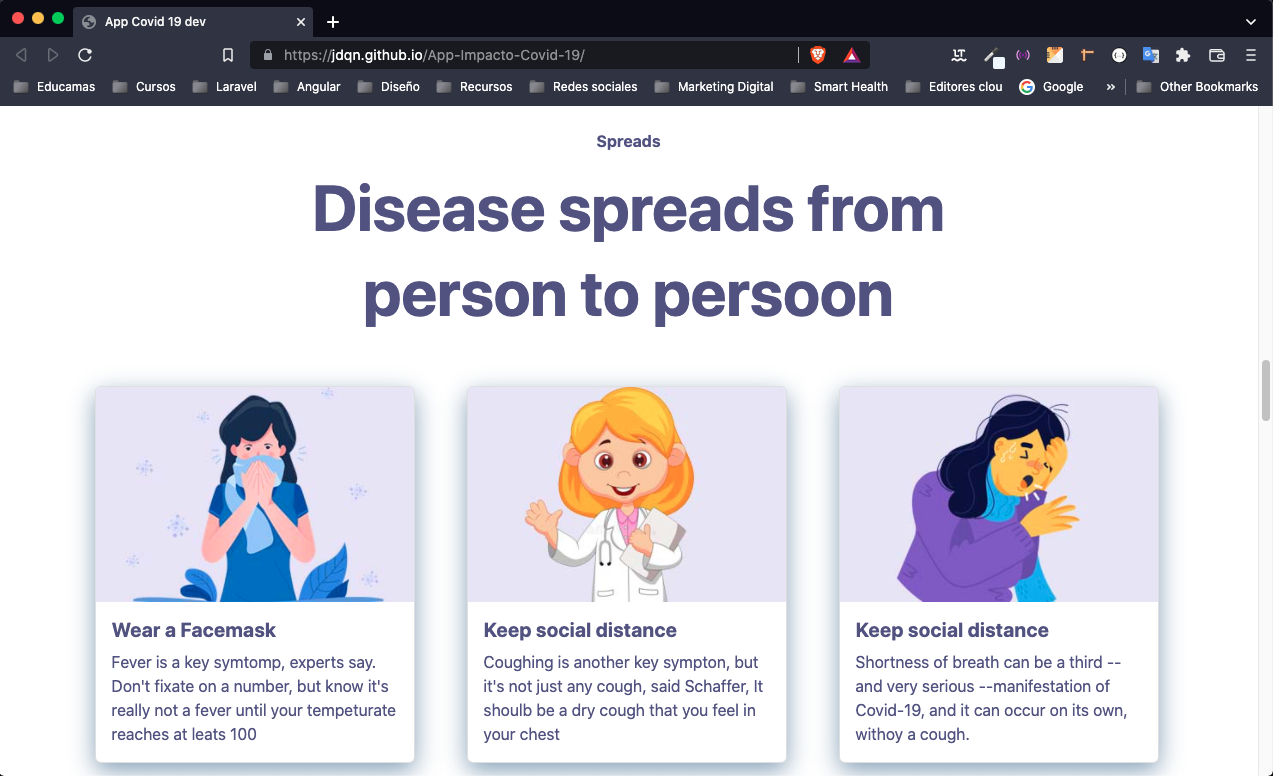 App Covid 19 dev
https://jdqn.github.io/App-Impacto-Covid-19/
Educamas Cursos Laravel Angular Diseño Recursos Redes sociales Marketing Digital Smart Health Editores clou Google » Other Bookmarks
Spreads
Disease spreads from
person to persoon
Wear a Facemask
Fever is a key symtomp, experts say.
Don't fixate on a number, but know it's
really not a fever until your tempeturate
reaches at leats 100
Keep social distance
Coughing is another key sympton, but
it's not just any cough, said Schaffer, It
shoulb be a dry cough that you feel in
your chest
Keep social distance
Shortness of breath can be a third --
and very serious --manifestation of
Covid-19, and it can occur on its own,
withoy a cough.